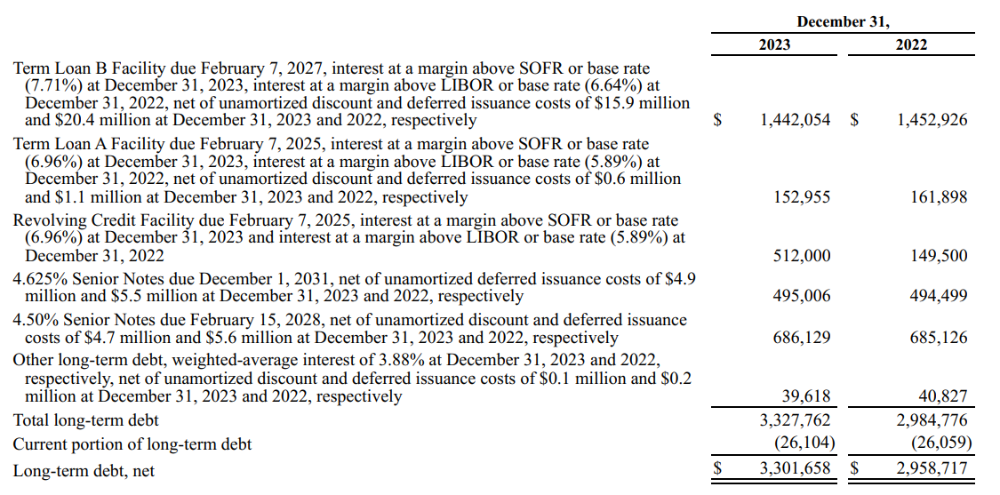 December 31,
2023 2022
Term Loan B Facility due February 7, 2027, interest at a margin above SOFR or base rate
(7.71%) at December 31, 2023, interest at a margin above LIBOR or base rate (6.64%) at
December 31, 2022, net of unamortized discount and deferred issuance costs of $15.9 million
and $20.4 million at December 31, 2023 and 2022, respectively $ 1,442,054 $ 1,452,926
Term Loan A Facility due February 7, 2025, interest at a margin above SOFR or base rate
(6.96%) at December 31, 2023, interest at a margin above LIBOR or base rate (5.89%) at
December 31, 2022, net of unamortized discount and deferred issuance costs of $0.6 million
and $1.1 million at December 31, 2023 and 2022, respectively 152,955 161,898
Revolving Credit Facility due February 7, 2025, interest at a margin above SOFR or base rate
(6.96%) at December 31, 2023 and interest at a margin above LIBOR or base rate (5.89%) at
December 31, 2022 512,000 149,500
4.625% Senior Notes due December 1, 2031, net of unamortized deferred issuance costs of $4.9
million and $5.5 million at December 31, 2023 and 2022, respectively 495,006 494,499
4.50% Senior Notes due February 15, 2028, net of unamortized discount and deferred issuance
costs of $4.7 million and $5.6 million at December 31, 2023 and 2022, respectively 686,129 685,126
Other long-term debt, weighted-average interest of 3.88% at December 31, 2023 and 2022,
respectively, net of unamortized discount and deferred issuance costs of $0.1 million and $0.2
million at December 31, 2023 and 2022, respectively 39,618 40,827
Total long-term debt 3,327,762 2,984,776
Current portion of long-term debt (26,104) (26,059)
Long-term debt, net $ 3,301,658 $ 2,958,717